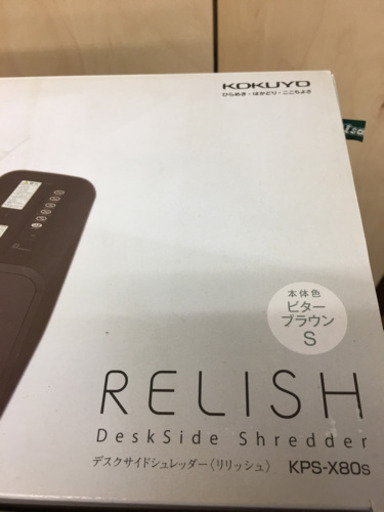 KOKUYO
ひらめき・はかどり・ここちよさ
本体色
ビター
ブラウン
S
RELISH
DeskSide Shredder
デスクサイドシュレッダー〈リリッシュ〉 KPS-X80s